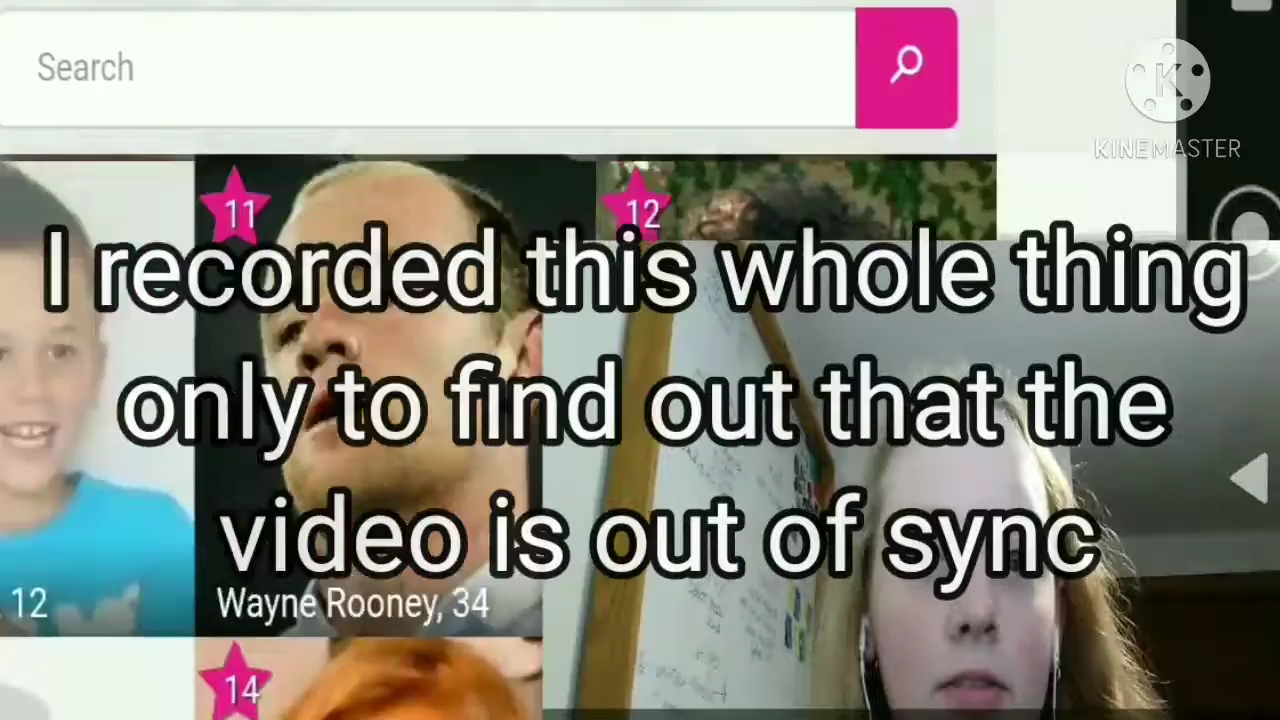 Search
KINEMASTER
11
12
I recorded this whole thing
only to find out that the
video is out of sync
12
Wayne Rooney, 34
14